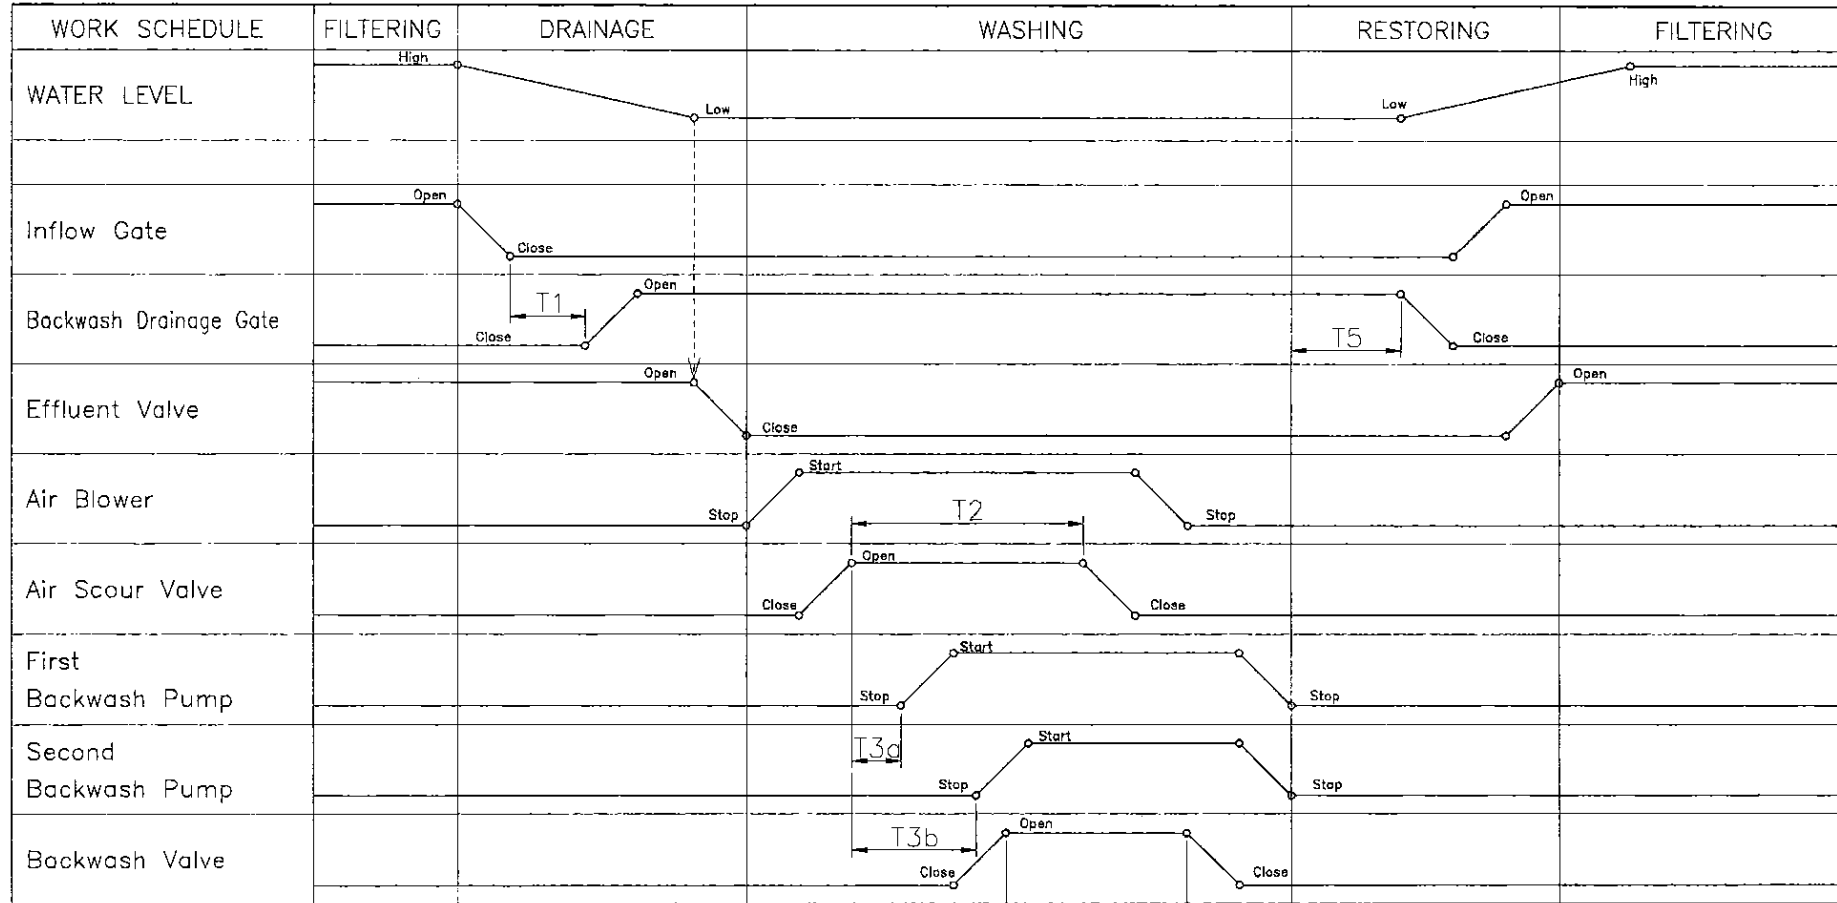 WORK SCHEDULE FILTERING DRAINAGE WASHING RESTORING FILTERING
High
WATER LEVEL
Low
Low
High
Open
Inflow Gate
Close
Open
Backwash Drainage Gate
Close
T1
Open
T5
Close
Effluent Valve
Open
Close
Open
Air Blower
Stop
Start
T2
Stop
Air Scour Valve
Close
Open
Close
First
Backwash Pump
Stop
Start
Stop
T3a
Second
Backwash Pump
Stop
Start
Stop
T3b
Backwash Valve
Close
Open
Close